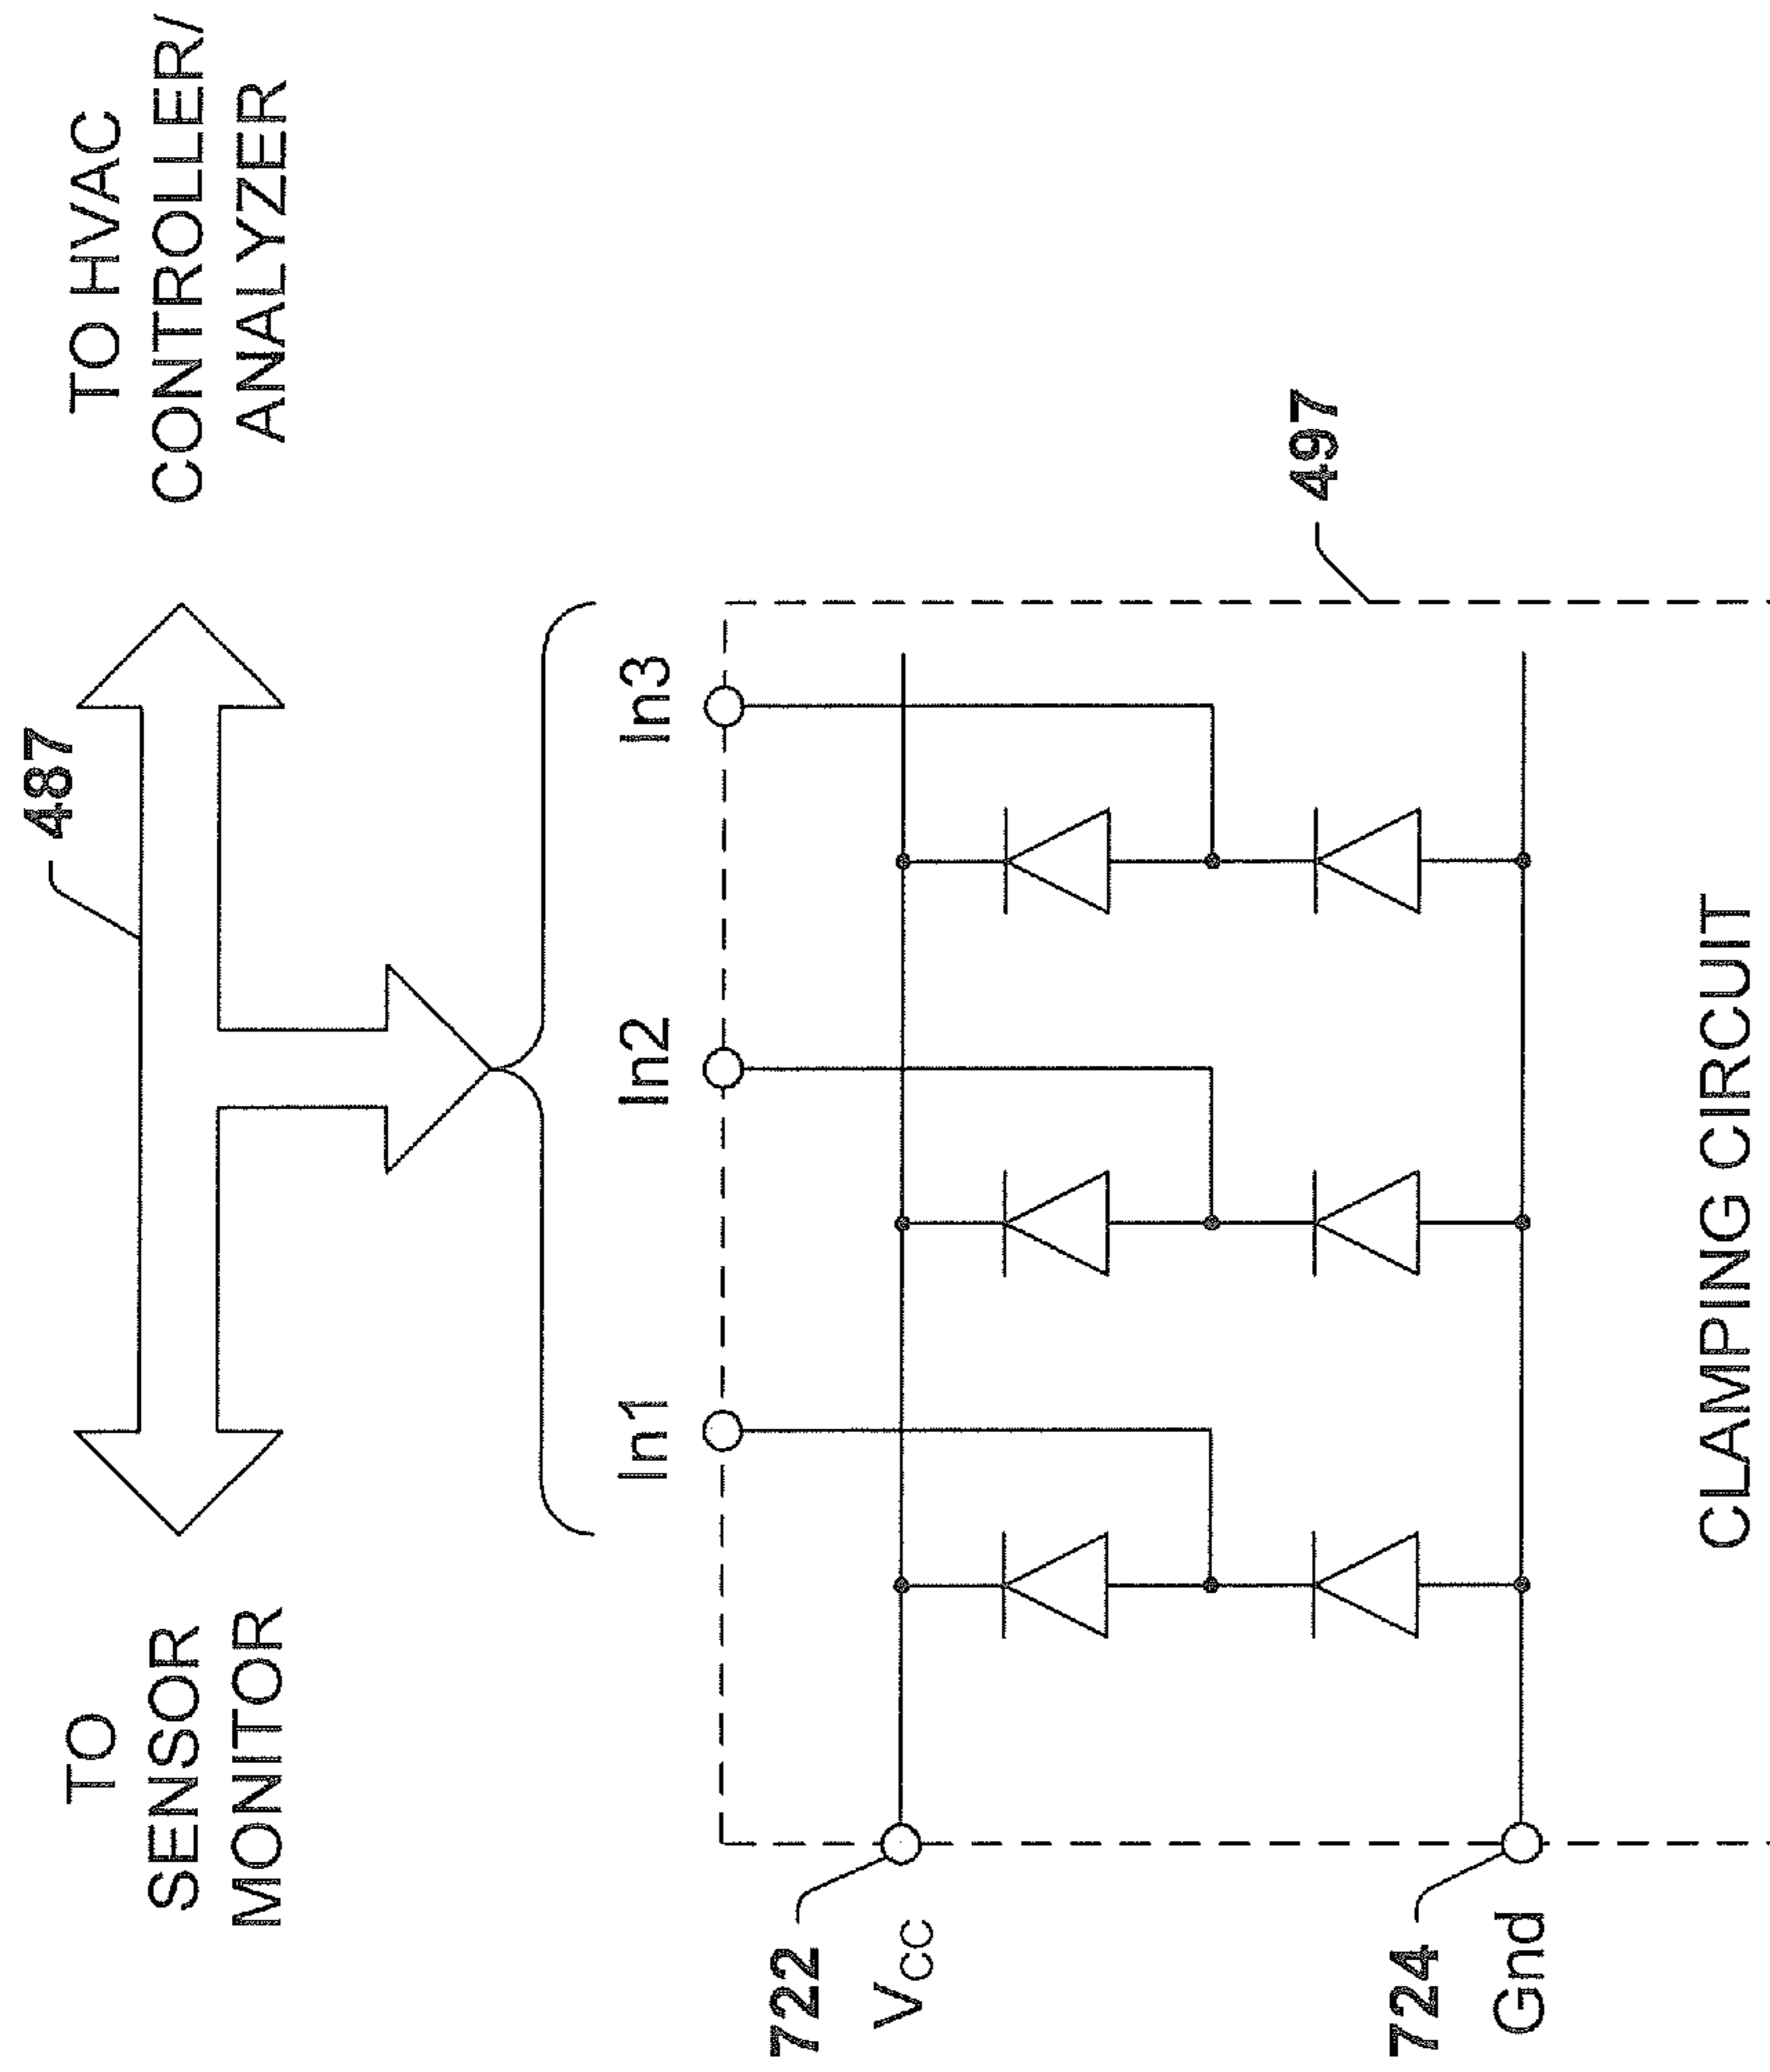 TO
SENSOR
MONITOR
487
TO HVAC
CONTROLLER/
ANALYZER
In1
In2
In3
497
722
VCC
724
Gnd
CLAMPING CIRCUIT